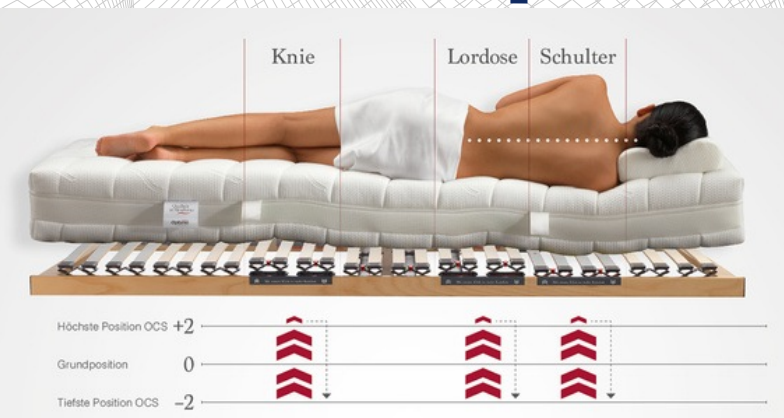 Knie
Lordose
Schulter
Höchste Position OCS +2
Grundposition 0
Tiefste Position OCS –2